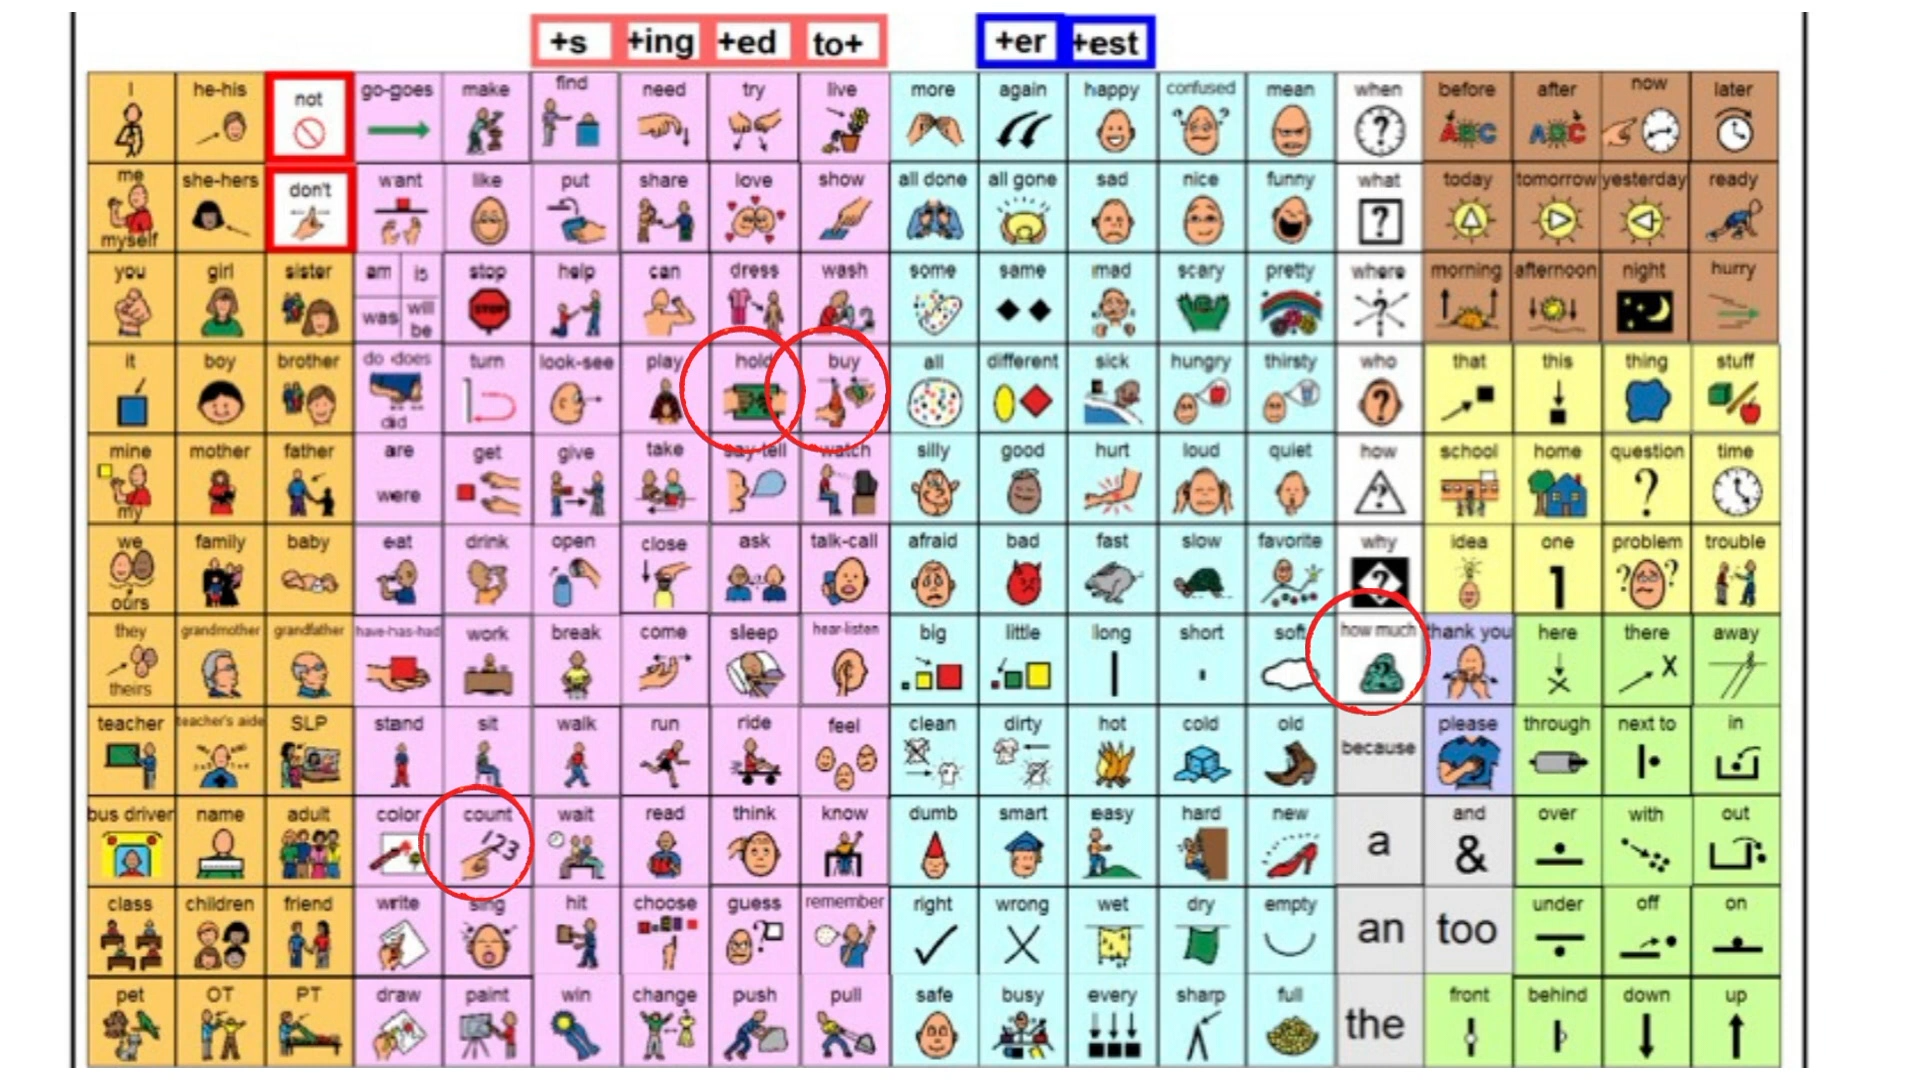 +s +ing +ed to+ +er +est
I he-his not go-goes make find need try live more again happy confused mean when before after now later
ABC ABC
me she-hers don't want like put share love show all done all gone sad nice funny what today tomorrow yesterday ready
myself
you girl sister am is stop help can dress wash some same mad scary pretty where morning afternoon night hurry
was will be STOP
it boy brother do -does turn look-see play hold buy all different sick hungry thirsty who that this thing stuff
did
mine mother father are get give take say-tell watch silly good hurt loud quiet how school home question time
my were
we family baby eat drink open close ask talk-call afraid bad fast slow favorite why idea one problem trouble
ours 1
they grandmother grandfather have-has-had work break come sleep hear-listen big little long short soft how much thank you here there away
theirs
teacher teacher's aide SLP stand sit walk run ride feel clean dirty hot cold old because please through next to in
bus driver name adult color count wait read think know dumb smart easy hard new a and over with out
123 &
class children friend write sing hit choose guess remember right wrong wet dry empty an too under off on
pet OT PT draw paint win change push pull safe busy every sharp full the front behind down up